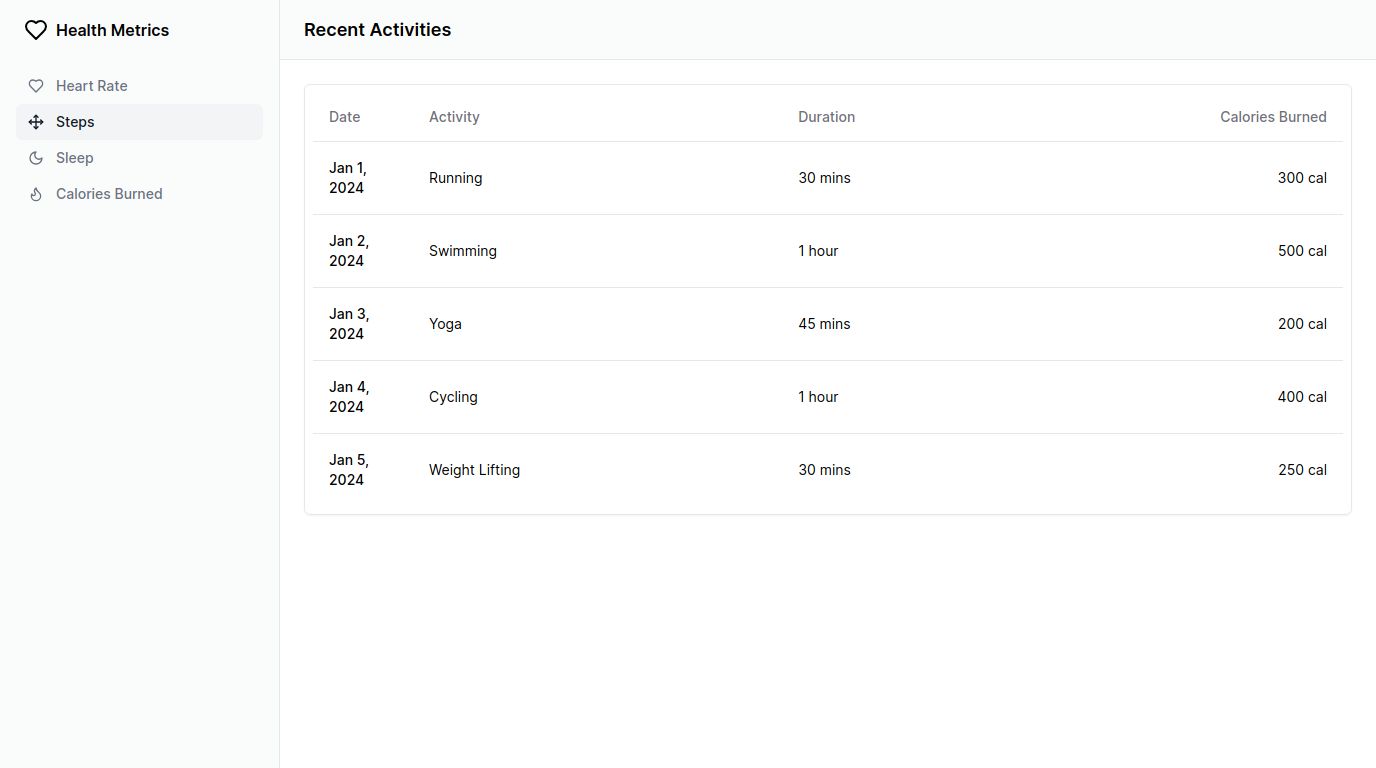 Health Metrics
Heart Rate
Steps
Sleep
Calories Burned
Recent Activities
Date Activity Duration Calories Burned
Jan 1,
2024
Running 30 mins 300 cal
Jan 2,
2024
Swimming 1 hour 500 cal
Jan 3,
2024
Yoga 45 mins 200 cal
Jan 4,
2024
Cycling 1 hour 400 cal
Jan 5,
2024
Weight Lifting 30 mins 250 cal